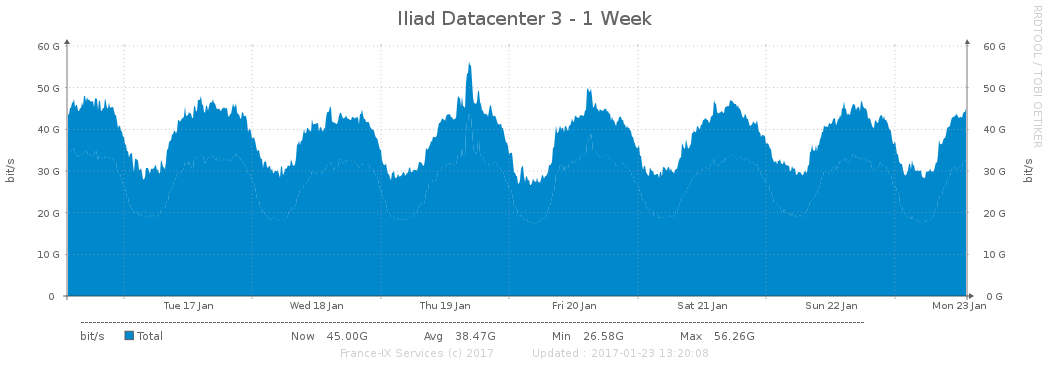 Iliad Datacenter 3 - 1 Week
RRDTOOL / TOBI OETIKER
60 G 60 G
50 G 50 G
40 G 40 G
30 G 30 G
20 G 20 G
10 G 10 G
0 0 G
bit/s bit/s
Tue 17 Jan Wed 18 Jan Thu 19 Jan Fri 20 Jan Sat 21 Jan Sun 22 Jan Mon 23 Jan
bit/s Total Now 45.00G Avg 38.47G Min 26.58G Max 56.26G
France-IX Services (c) 2017 Updated : 2017-01-23 13:20:08